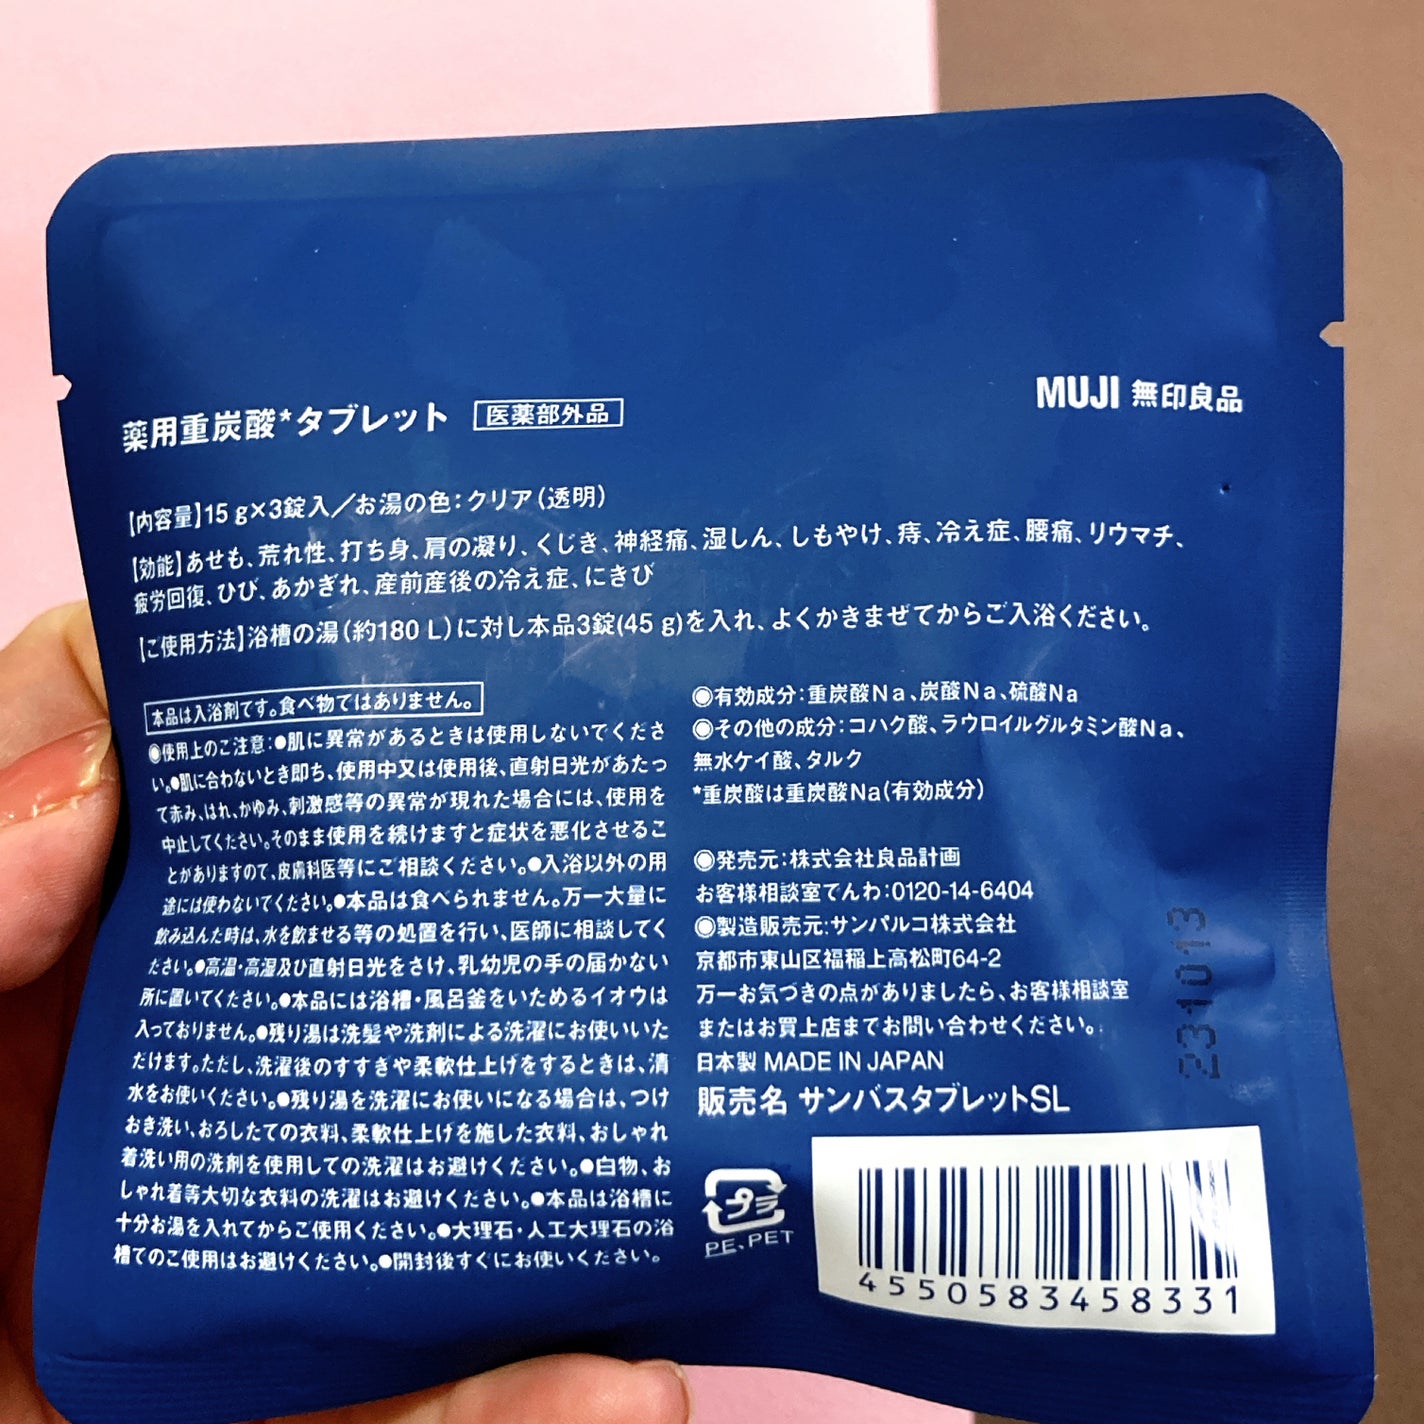 MUJI 無印良品
薬用重炭酸*タブレット 医薬部外品
【内容量】15 g×3錠入／お湯の色：クリア（透明）
【効能】あせも、荒れ性、打ち身、肩の凝り、くじき、神経痛、湿しん、しもやけ、痔、冷え症、腰痛、リウマチ、
疲労回復、ひび、あかぎれ、産前産後の冷え症、にきび
【ご使用方法】浴槽の湯（約180 L）に対し本品3錠(45 g)を入れ、よくかきまぜてからご入浴ください。
本品は入浴剤です。食べ物ではありません。
◉使用上のご注意：●肌に異常があるときは使用しないでくださ
い。●肌に合わないとき即ち、使用中又は使用後、直射日光があたっ
て赤み、はれ、かゆみ、刺激感等の異常が現れた場合には、使用を
中止してください。そのまま使用を続けますと症状を悪化させるこ
とがありますので、皮膚科医等にご相談ください。●入浴以外の用
途には使わないでください。●本品は食べられません。万一大量に
飲み込んだ時は、水を飲ませる等の処置を行い、医師に相談してく
ださい。●高温・高湿及び直射日光をさけ、乳幼児の手の届かない
所に置いてください。●本品には浴槽・風呂釜をいためるイオウは
入っておりません。●残り湯は洗髪や洗剤による洗濯にお使いいた
だけます。ただし、洗濯後のすすぎや柔軟仕上げをするときは、清
水をお使いください。●残り湯を洗濯にお使いになる場合は、つけ
おき洗い、おろしたての衣料、柔軟仕上げを施した衣料、おしゃれ
着洗い用の洗剤を使用しての洗濯はお避けください。●白物、お
しゃれ着等大切な衣料の洗濯はお避けください。●本品は浴槽に
十分お湯を入れてからご使用ください。●大理石・人工大理石の浴
槽でのご使用はお避けください。●開封後すぐにお使いください。
◉有効成分：重炭酸Na、炭酸Na、硫酸Na
◉その他の成分：コハク酸、ラウロイルグルタミン酸Na、
無水ケイ酸、タルク
*重炭酸は重炭酸Na（有効成分）
◉発売元：株式会社良品計画
お客様相談室でんわ：0120-14-6404
◉製造販売元：サンパルコ株式会社
京都市東山区福稲上高松町64-2
万一お気づきの点がありましたら、お客様相談室
またはお買上店までお問い合わせください。
日本製 MADE IN JAPAN
販売名 サンバスタブレットSL
231013
プラ
PE、PET
4550583458331